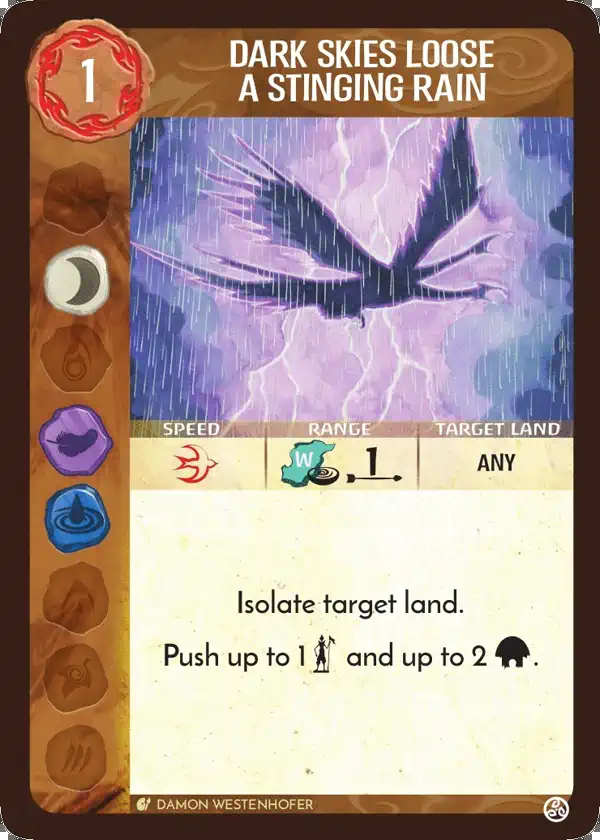 1
DARK SKIES LOOSE
A STINGING RAIN
SPEED RANGE TARGET LAND
W 1 ANY
Isolate target land.
Push up to 1 and up to 2 .
DAMON WESTENHOFER